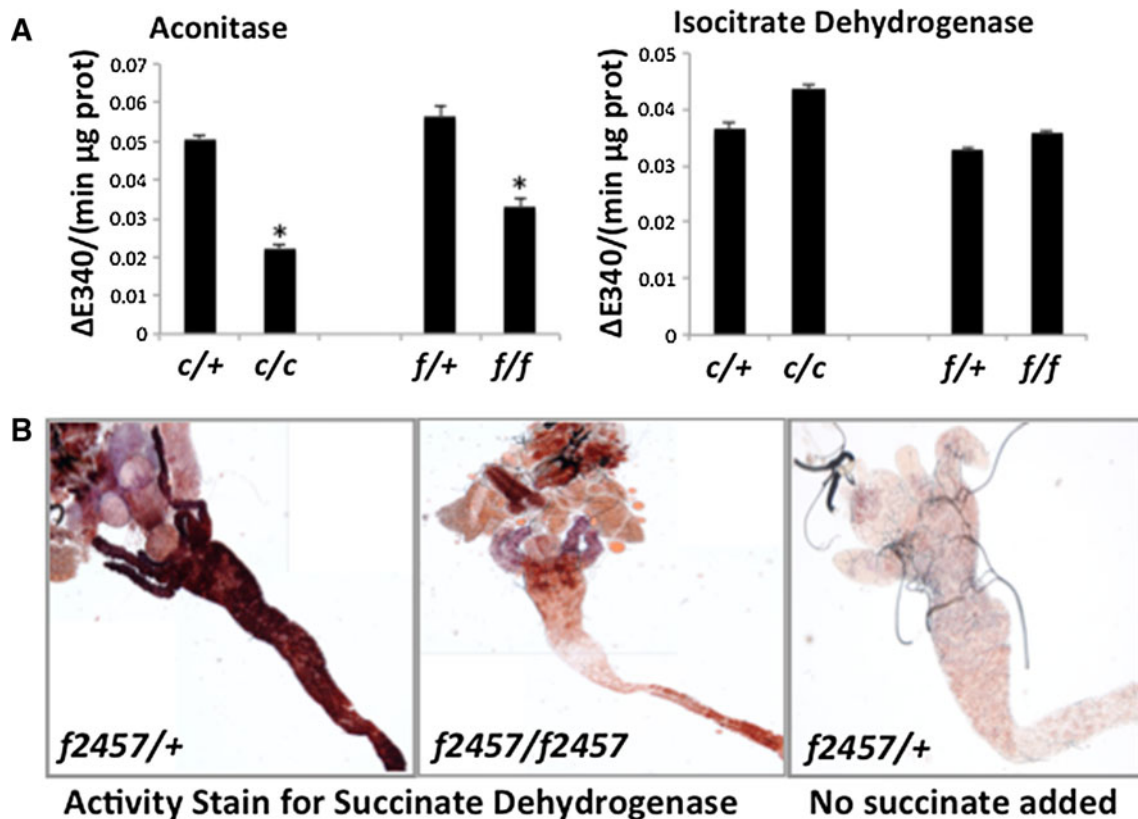 A
Aconitase
ΔE340/(min µg prot)
0.07
0.06
0.05
0.04
0.03
0.02
0.01
0
*
*
c/+ c/c f/+ f/f
Isocitrate Dehydrogenase
ΔE340/(min µg prot)
0.05
0.04
0.03
0.02
0.01
0
c/+ c/c f/+ f/f
B
f2457/+
f2457/f2457
f2457/+
Activity Stain for Succinate Dehydrogenase
No succinate added